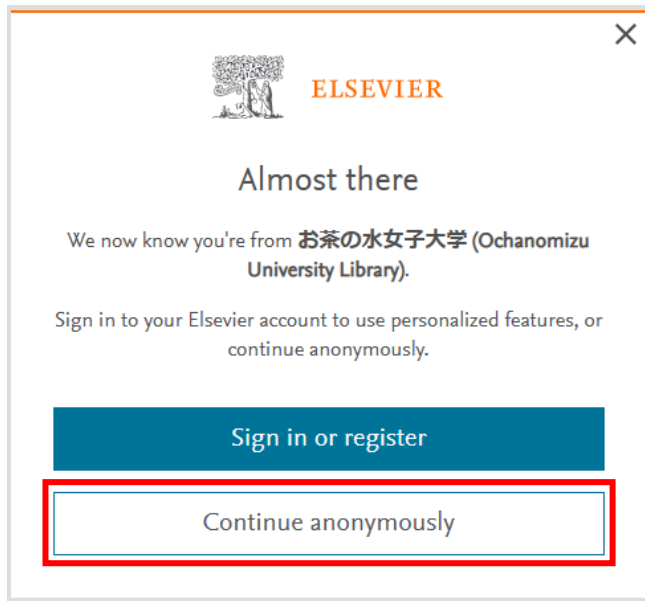 ELSEVIER
Almost there
We now know you're from お茶の水女子大学 (Ochanomizu
University Library).
Sign in to your Elsevier account to use personalized features, or
continue anonymously.
Sign in or register
Continue anonymously